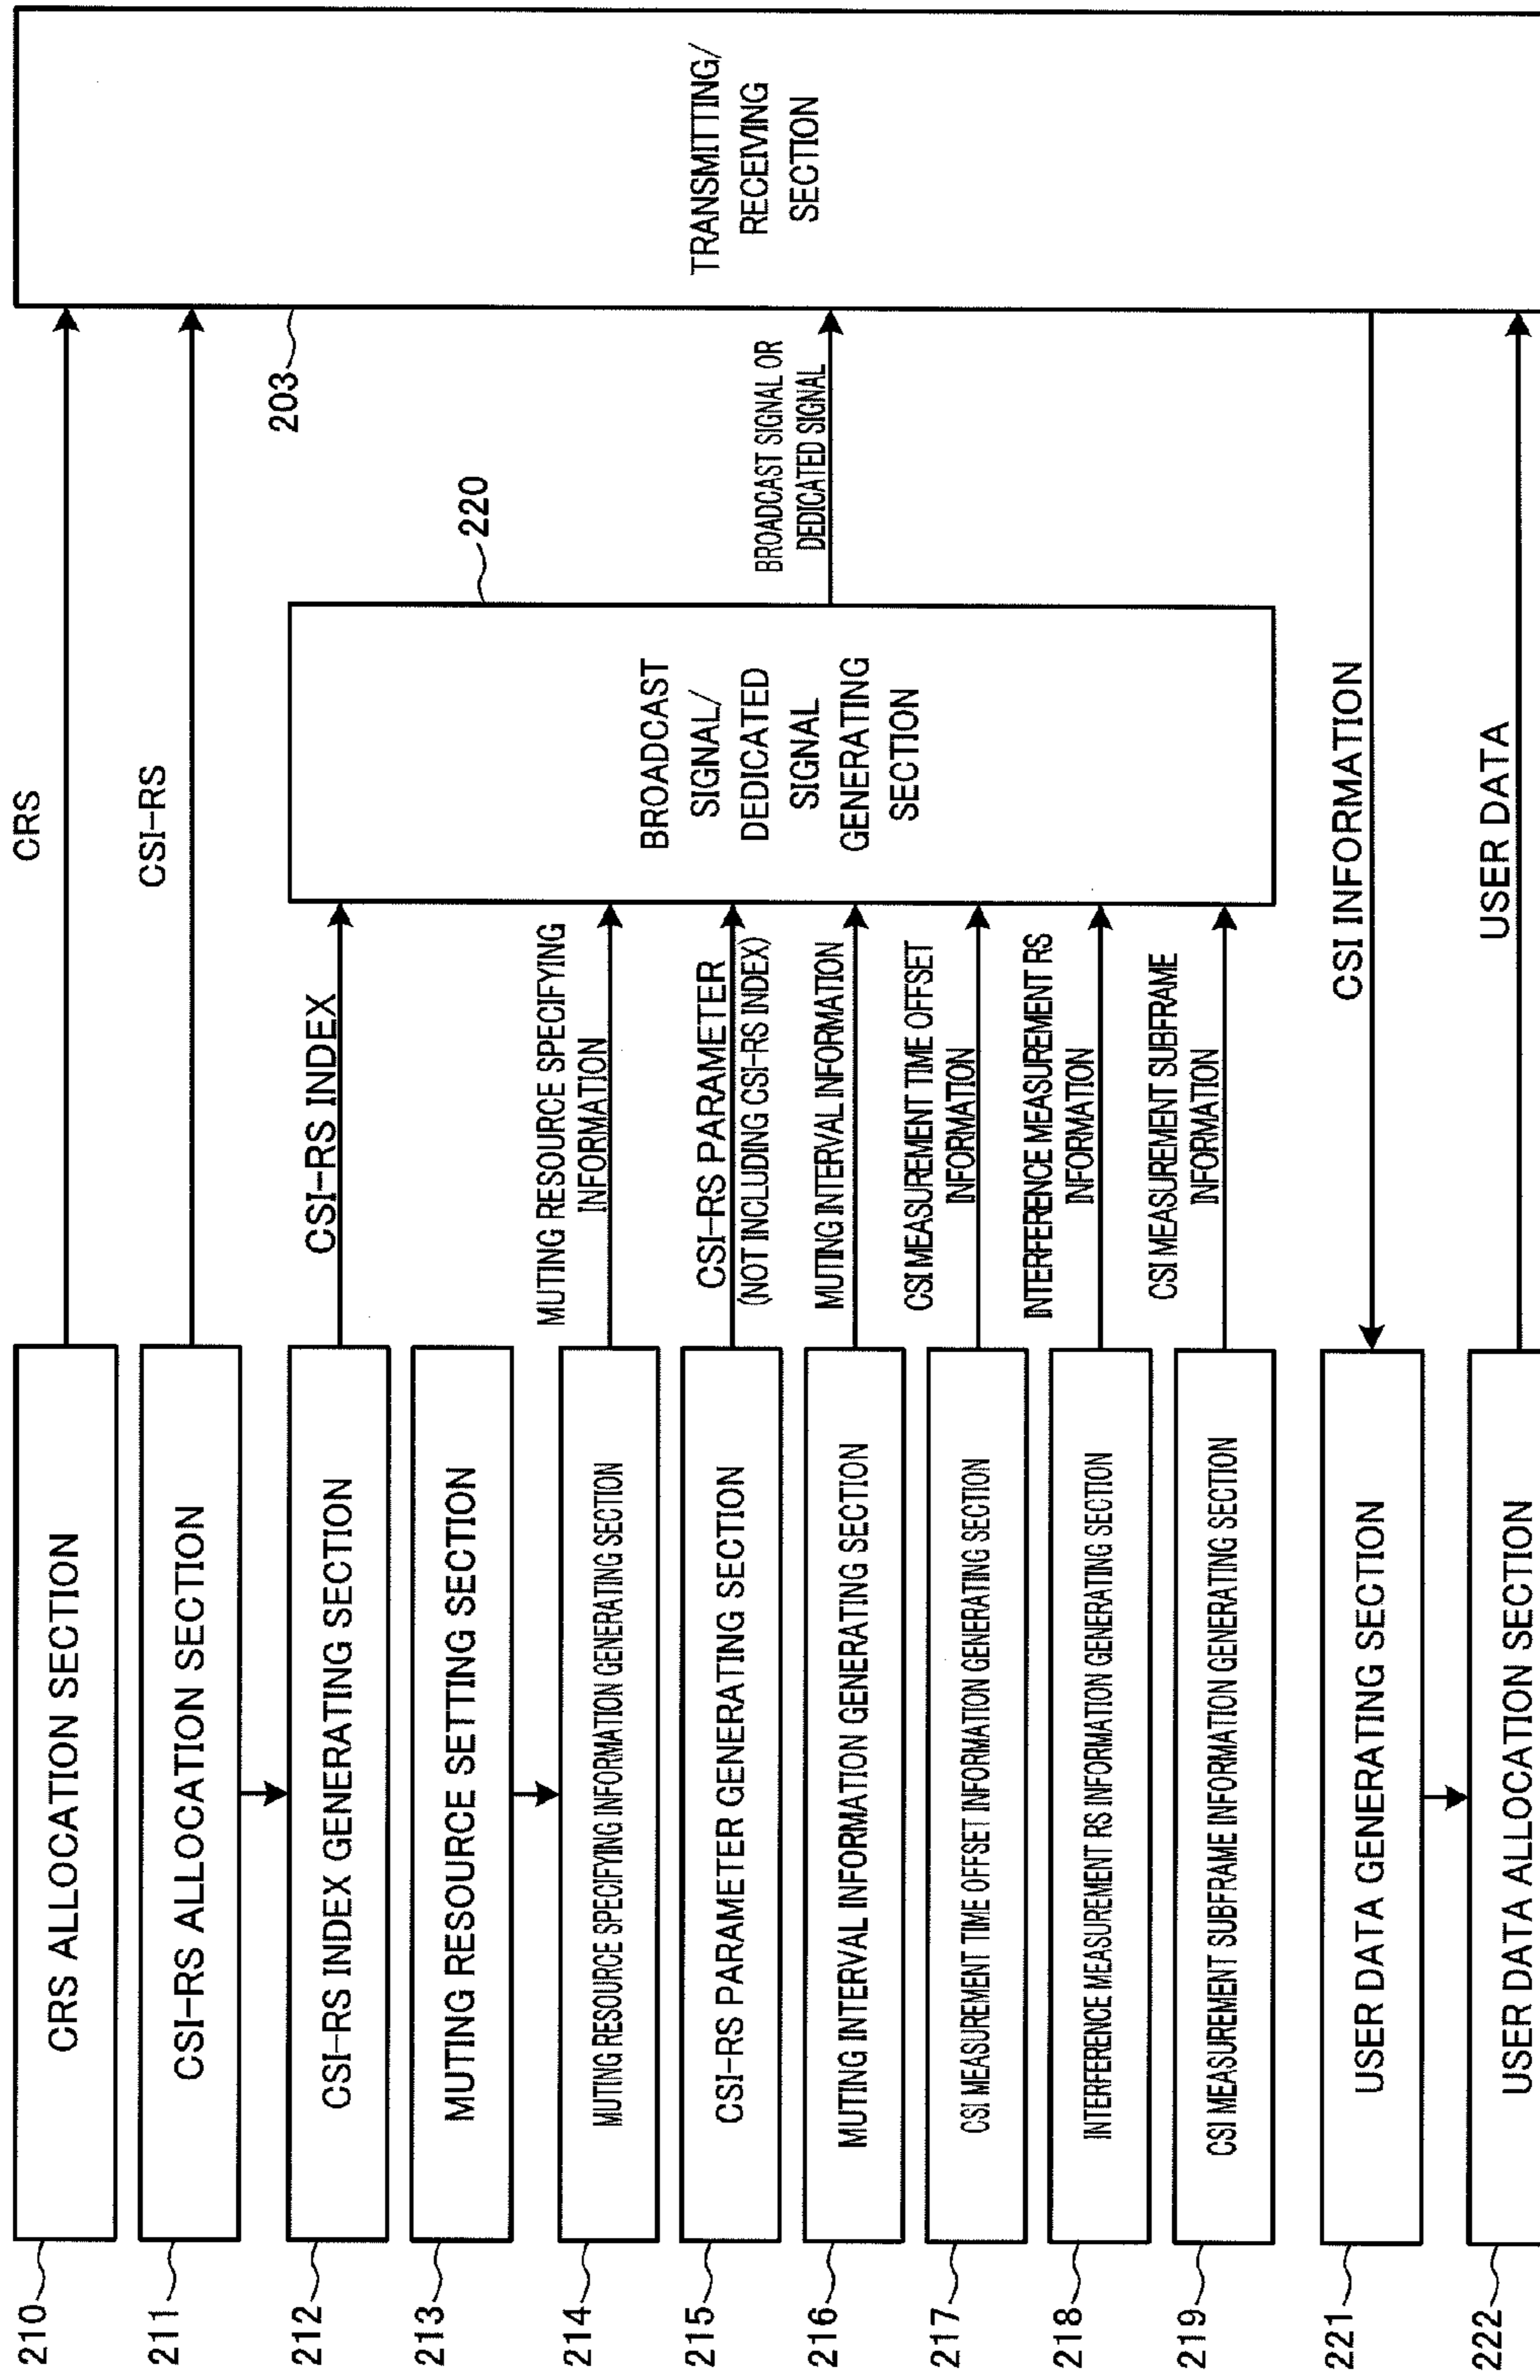 210
CRS ALLOCATION SECTION
CRS
211
CSI-RS ALLOCATION SECTION
CSI-RS
212
CSI-RS INDEX GENERATING SECTION
CSI-RS INDEX
213
MUTING RESOURCE SETTING SECTION
214
MUTING RESOURCE SPECIFYING INFORMATION GENERATING SECTION
MUTING RESOURCE SPECIFYING
INFORMATION
215
CSI-RS PARAMETER GENERATING SECTION
CSI-RS PARAMETER
(NOT INCLUDING CSI-RS INDEX)
216
MUTING INTERVAL INFORMATION GENERATING SECTION
MUTING INTERVAL INFORMATION
217
CSI MEASUREMENT TIME OFFSET INFORMATION GENERATING SECTION
CSI MEASUREMENT TIME OFFSET
INFORMATION
218
INTERFERENCE MEASUREMENT RS INFORMATION GENERATING SECTION
INTERFERENCE MEASUREMENT RS
INFORMATION
219
CSI MEASUREMENT SUBFRAME INFORMATION GENERATING SECTION
CSI MEASUREMENT SUBFRAME
INFORMATION
220
BROADCAST
SIGNAL/
DEDICATED
SIGNAL
GENERATING
SECTION
BROADCAST SIGNAL OR
DEDICATED SIGNAL
203
TRANSMITTING/
RECEIVING
SECTION
221
USER DATA GENERATING SECTION
CSI INFORMATION
222
USER DATA ALLOCATION SECTION
USER DATA